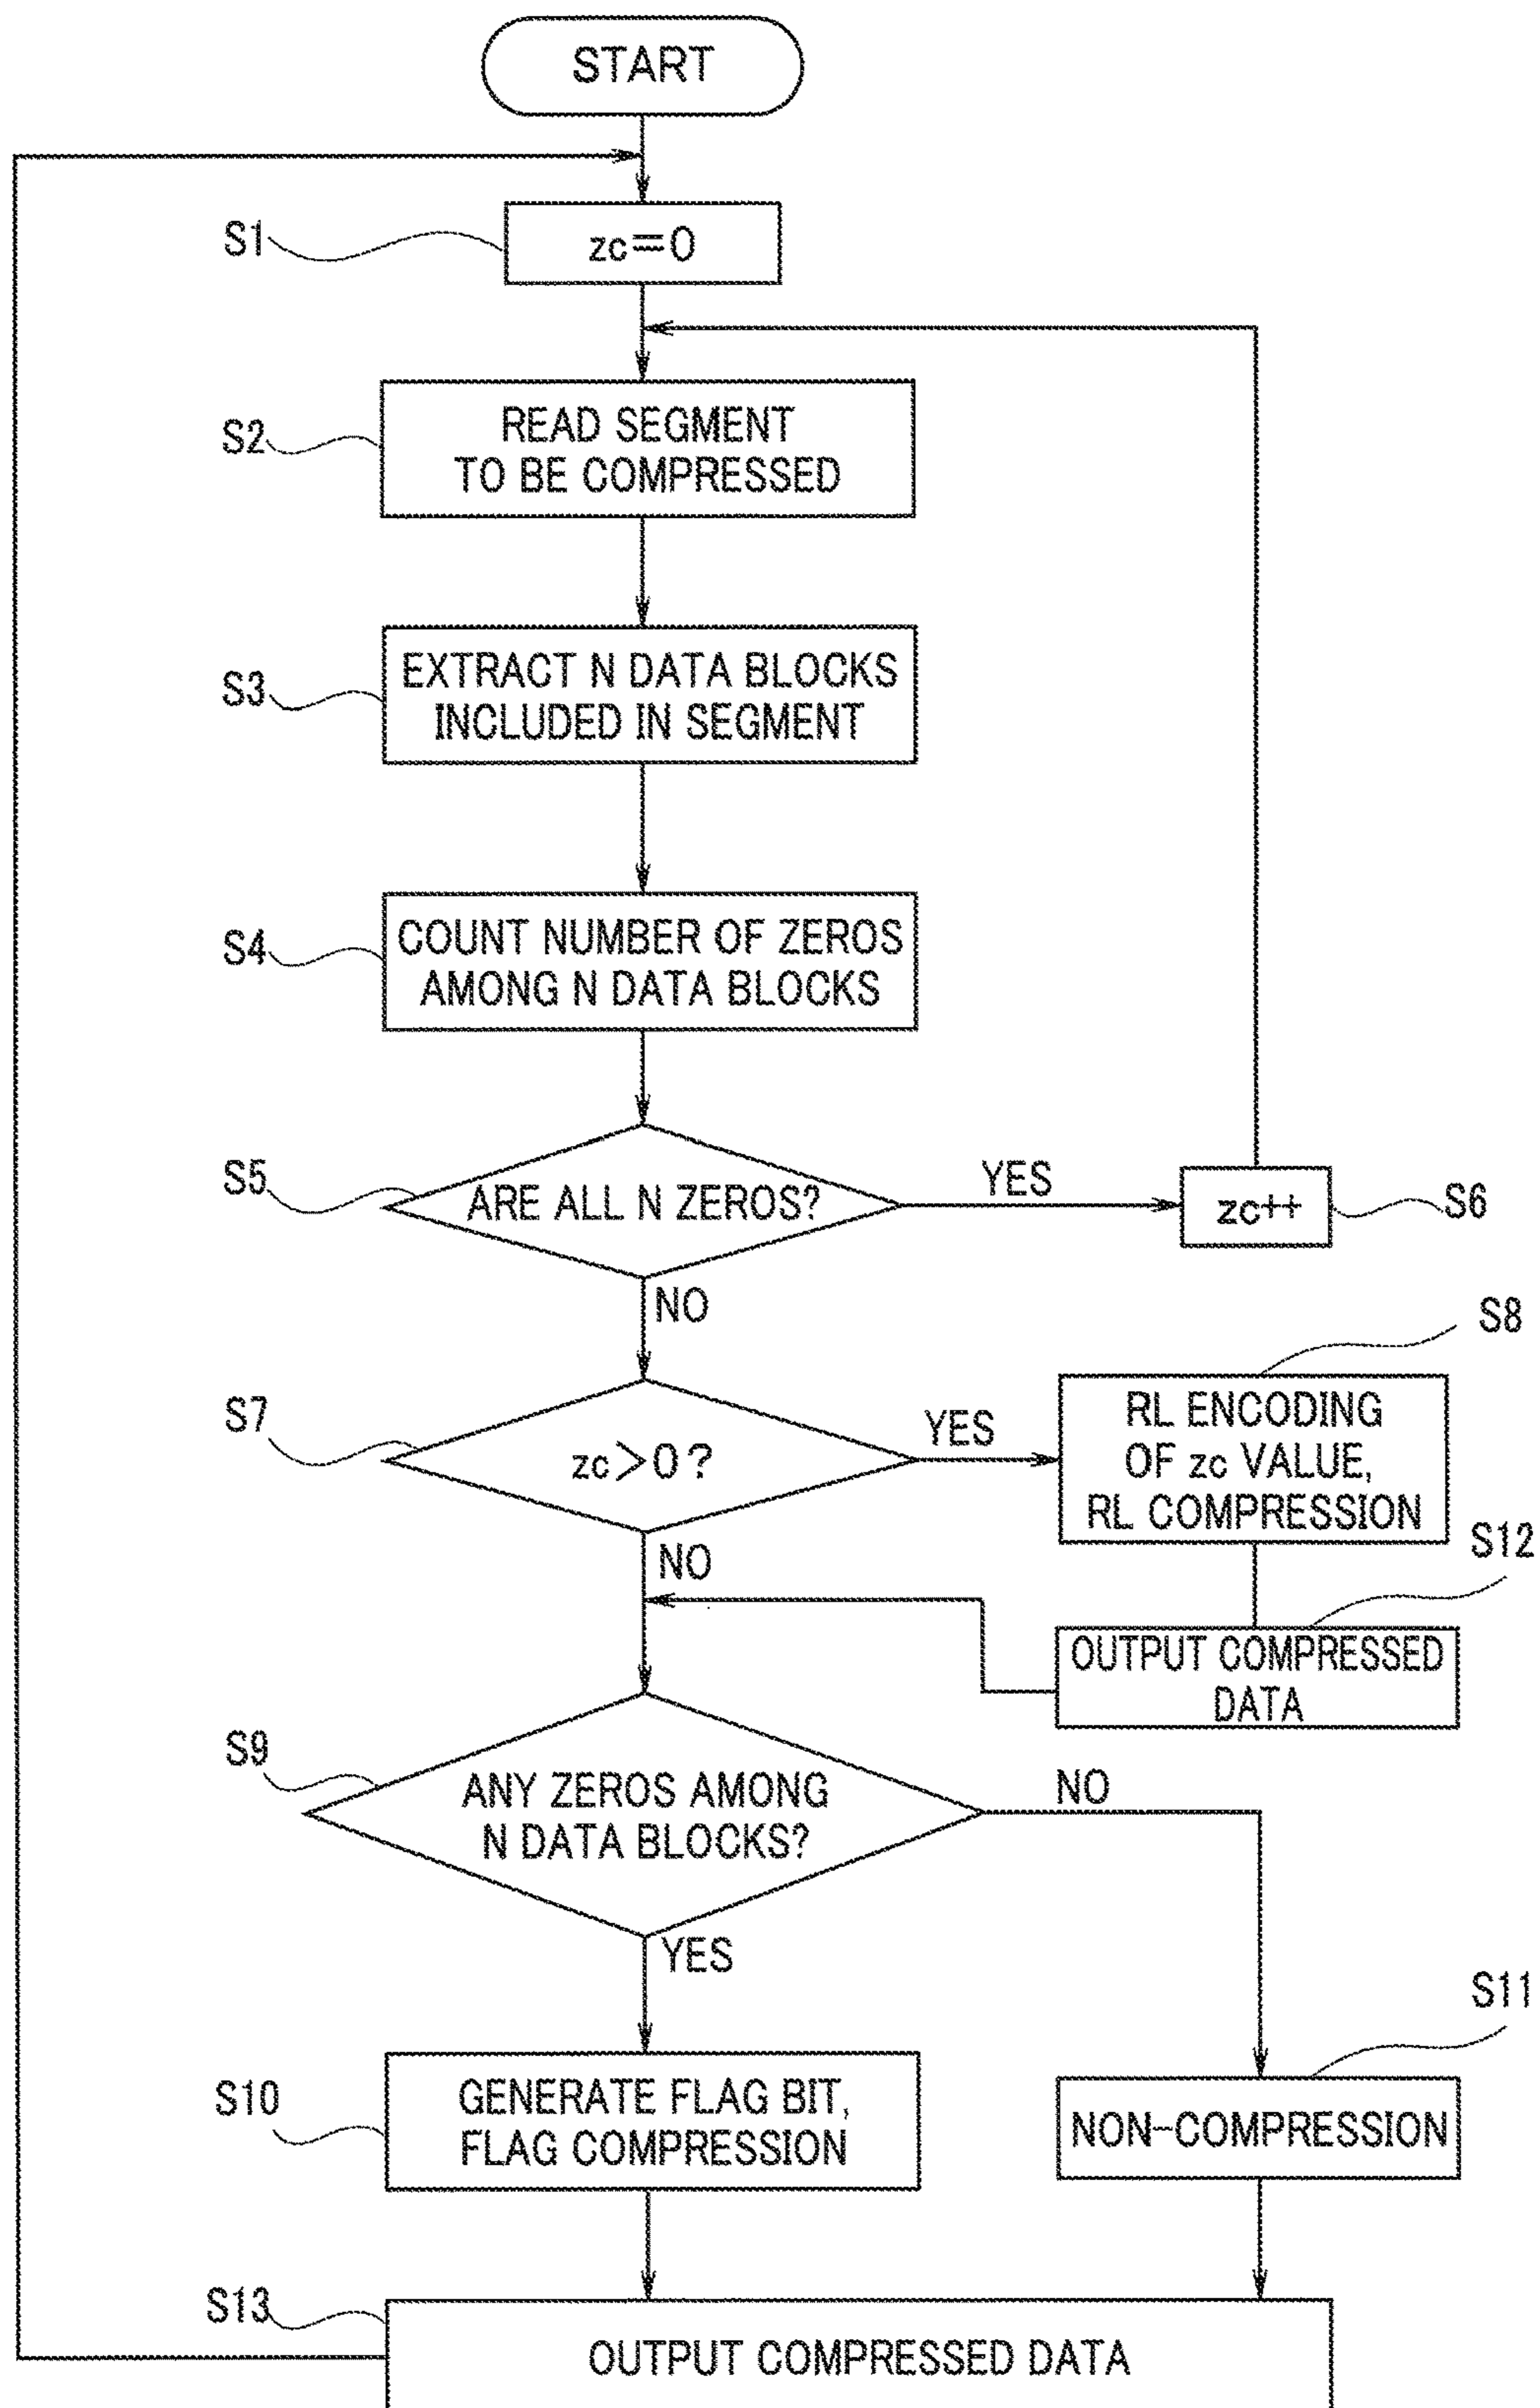 START
S1
zc=0
S2
READ SEGMENT
TO BE COMPRESSED
S3
EXTRACT N DATA BLOCKS
INCLUDED IN SEGMENT
S4
COUNT NUMBER OF ZEROS
AMONG N DATA BLOCKS
S5
ARE ALL N ZEROS?
YES
zc++
S6
NO
S7
zc>0?
YES
S8
RL ENCODING
OF zc VALUE,
RL COMPRESSION
NO
S12
OUTPUT COMPRESSED
DATA
S9
ANY ZEROS AMONG
N DATA BLOCKS?
NO
YES
S10
GENERATE FLAG BIT,
FLAG COMPRESSION
S11
NON-COMPRESSION
S13
OUTPUT COMPRESSED DATA